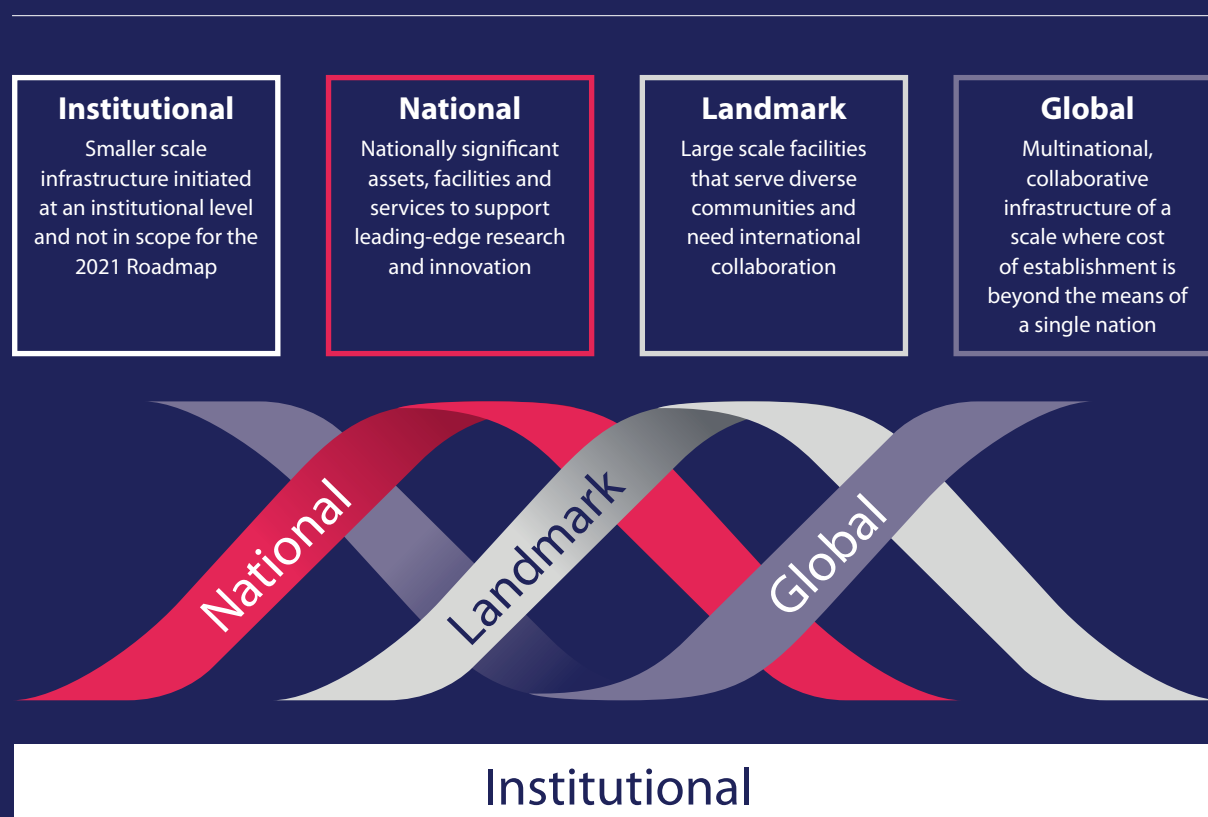 Institutional
Smaller scale
infrastructure initiated
at an institutional level
and not in scope for the
2021 Roadmap
National
Nationally significant
assets, facilities and
services to support
leading-edge research
and innovation
Landmark
Large scale facilities
that serve diverse
communities and
need international
collaboration
Global
Multinational,
collaborative
infrastructure of a
scale where cost
of establishment is
beyond the means of
a single nation
National
Landmark
Global
Institutional